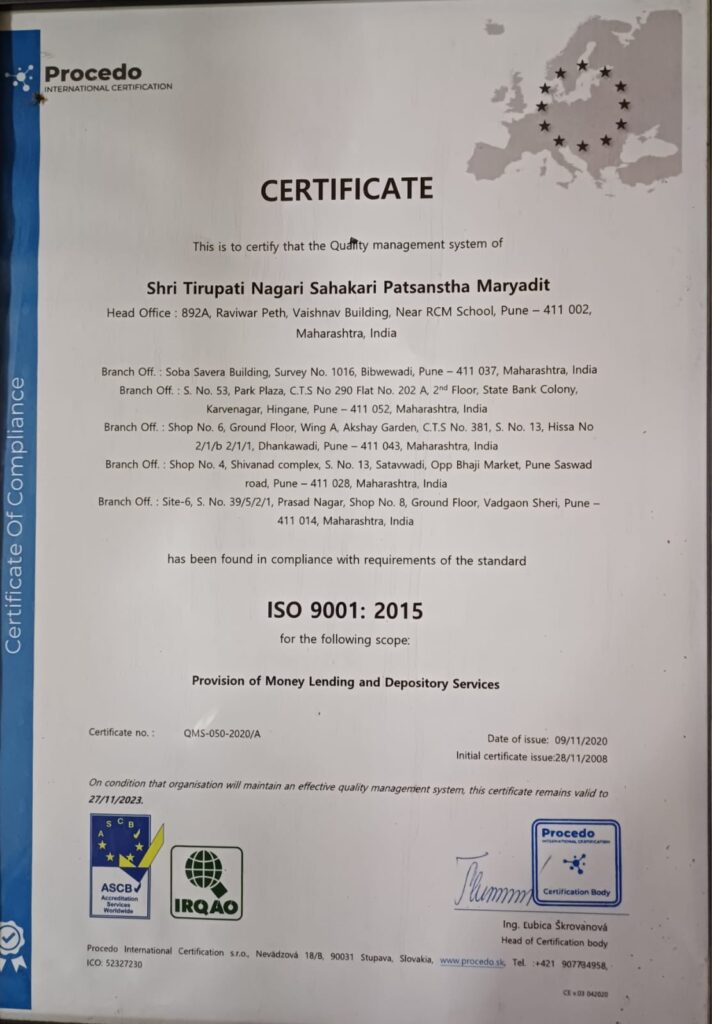 Procedo
INTERNATIONAL CERTIFICATION
CERTIFICATE
This is to certify that the Quality management system of
Shri Tirupati Nagari Sahakari Patsanstha Maryadit
Head Office : 892A, Raviwar Peth, Vaishnav Building, Near RCM School, Pune – 411 002,
Maharashtra, India
Branch Off. : Soba Savera Building, Survey No. 1016, Bibwewadi, Pune – 411 037, Maharashtra, India
Branch Off. : S. No. 53, Park Plaza, C.T.S No 290 Flat No. 202 A, 2nd Floor, State Bank Colony,
Karvenagar, Hingane, Pune – 411 052, Maharashtra, India
Branch Off. : Shop No. 6, Ground Floor, Wing A, Akshay Garden, C.T.S No. 381, S. No. 13, Hissa No
2/1/b 2/1/1, Dhankawadi, Pune – 411 043, Maharashtra, India
Branch Off. : Shop No. 4, Shivanad complex, S. No. 13, Satavwadi, Opp Bhaji Market, Pune Saswad
road, Pune – 411 028, Maharashtra, India
Branch Off. : Site-6, S. No. 39/5/2/1, Prasad Nagar, Shop No. 8, Ground Floor, Vadgaon Sheri, Pune –
411 014, Maharashtra, India
has been found in compliance with requirements of the standard
ISO 9001: 2015
for the following scope:
Provision of Money Lending and Depository Services
Certificate no. : QMS-050-2020/A
Date of issue: 09/11/2020
Initial certificate issue:28/11/2008
On condition that organisation will maintain an effective quality management system, this certificate remains valid to
27/11/2023.
Certificate Of Compliance
A S C B
ASCB
Accreditation
Services
Worldwide
IRQAO
Procedo
INTERNATIONAL CERTIFICATION
Certification Body
Ing. Ľubica Škrovanová
Head of Certification body
Procedo International Certification s.r.o., Nevädzová 18/8, 90031 Stupava, Slovakia, www.procedo.sk, Tel. :+421 907784958,
ICO: 52327230
CE v.03 042020